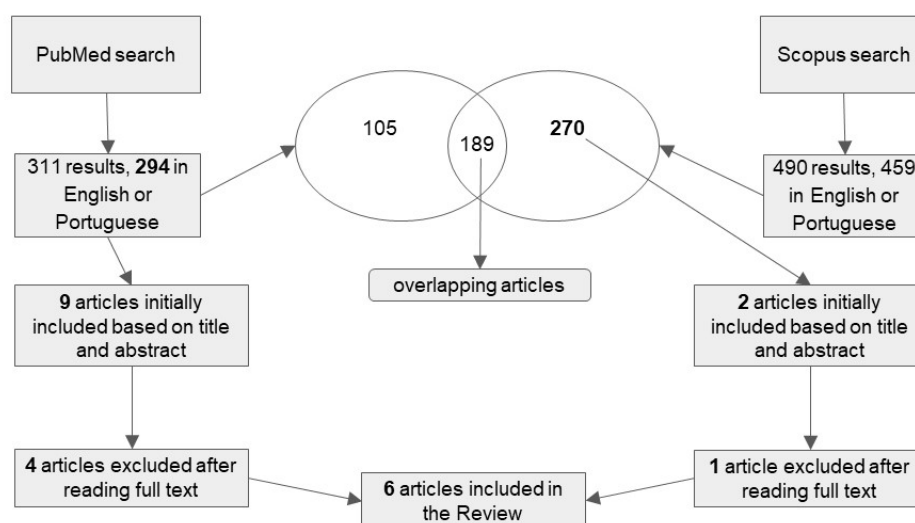 PubMed search
Scopus search
105
189
270
311 results, 294 in
English or
Portuguese
490 results, 459
in English or
Portuguese
overlapping articles
9 articles initially
included based on title
and abstract
2 articles initially
included based on title
and abstract
4 articles excluded after
reading full text
6 articles included in
the Review
1 article excluded after
reading full text